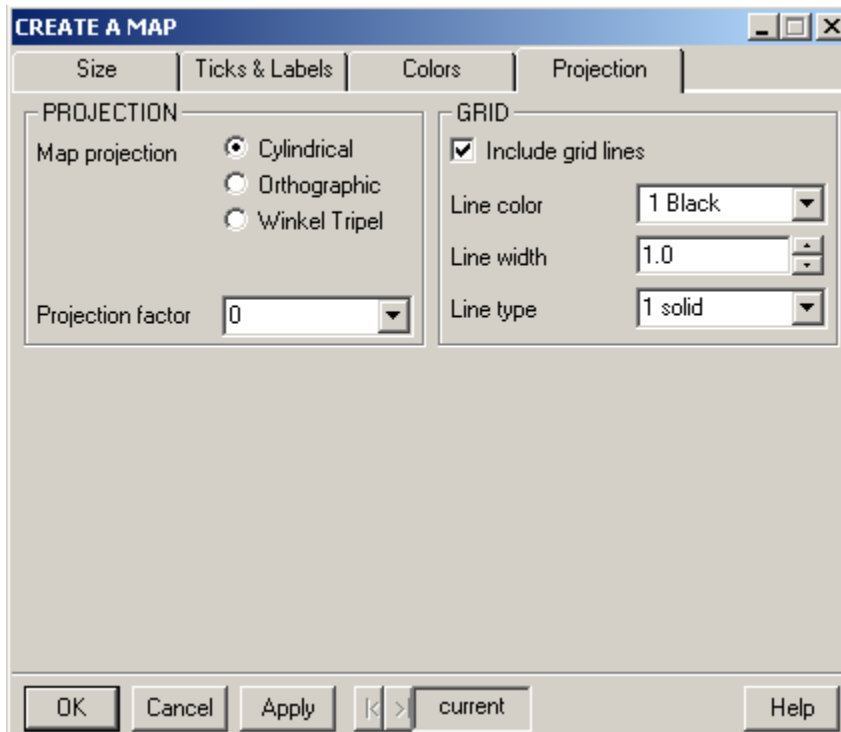 CREATE A MAP
Size Ticks & Labels Colors Projection
PROJECTION
Map projection
Cylindrical
Orthographic
Winkel Tripel
Projection factor 0
GRID
Include grid lines
Line color 1 Black
Line width 1.0
Line type 1 solid
OK Cancel Apply |< >| current Help